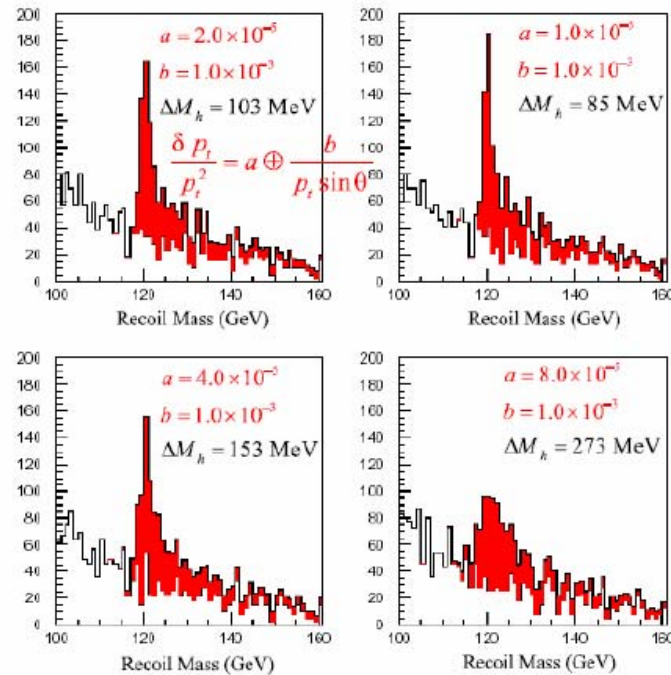 200
180
160
140
120
100
80
60
40
20
0
a = 2.0×10⁻⁵
b = 1.0×10⁻³
ΔM_h = 103 MeV
δ p_t / p_t² = a ⊕ b / p_t sinθ
100 120 140 160
Recoil Mass (GeV)
200
180
160
140
120
100
80
60
40
20
0
a = 1.0×10⁻⁵
b = 1.0×10⁻³
ΔM_h = 85 MeV
100 120 140 160
Recoil Mass (GeV)
200
180
160
140
120
100
80
60
40
20
0
a = 4.0×10⁻⁵
b = 1.0×10⁻³
ΔM_h = 153 MeV
100 120 140 160
Recoil Mass (GeV)
200
180
160
140
120
100
80
60
40
20
0
a = 8.0×10⁻⁵
b = 1.0×10⁻³
ΔM_h = 273 MeV
100 120 140 160
Recoil Mass (GeV)